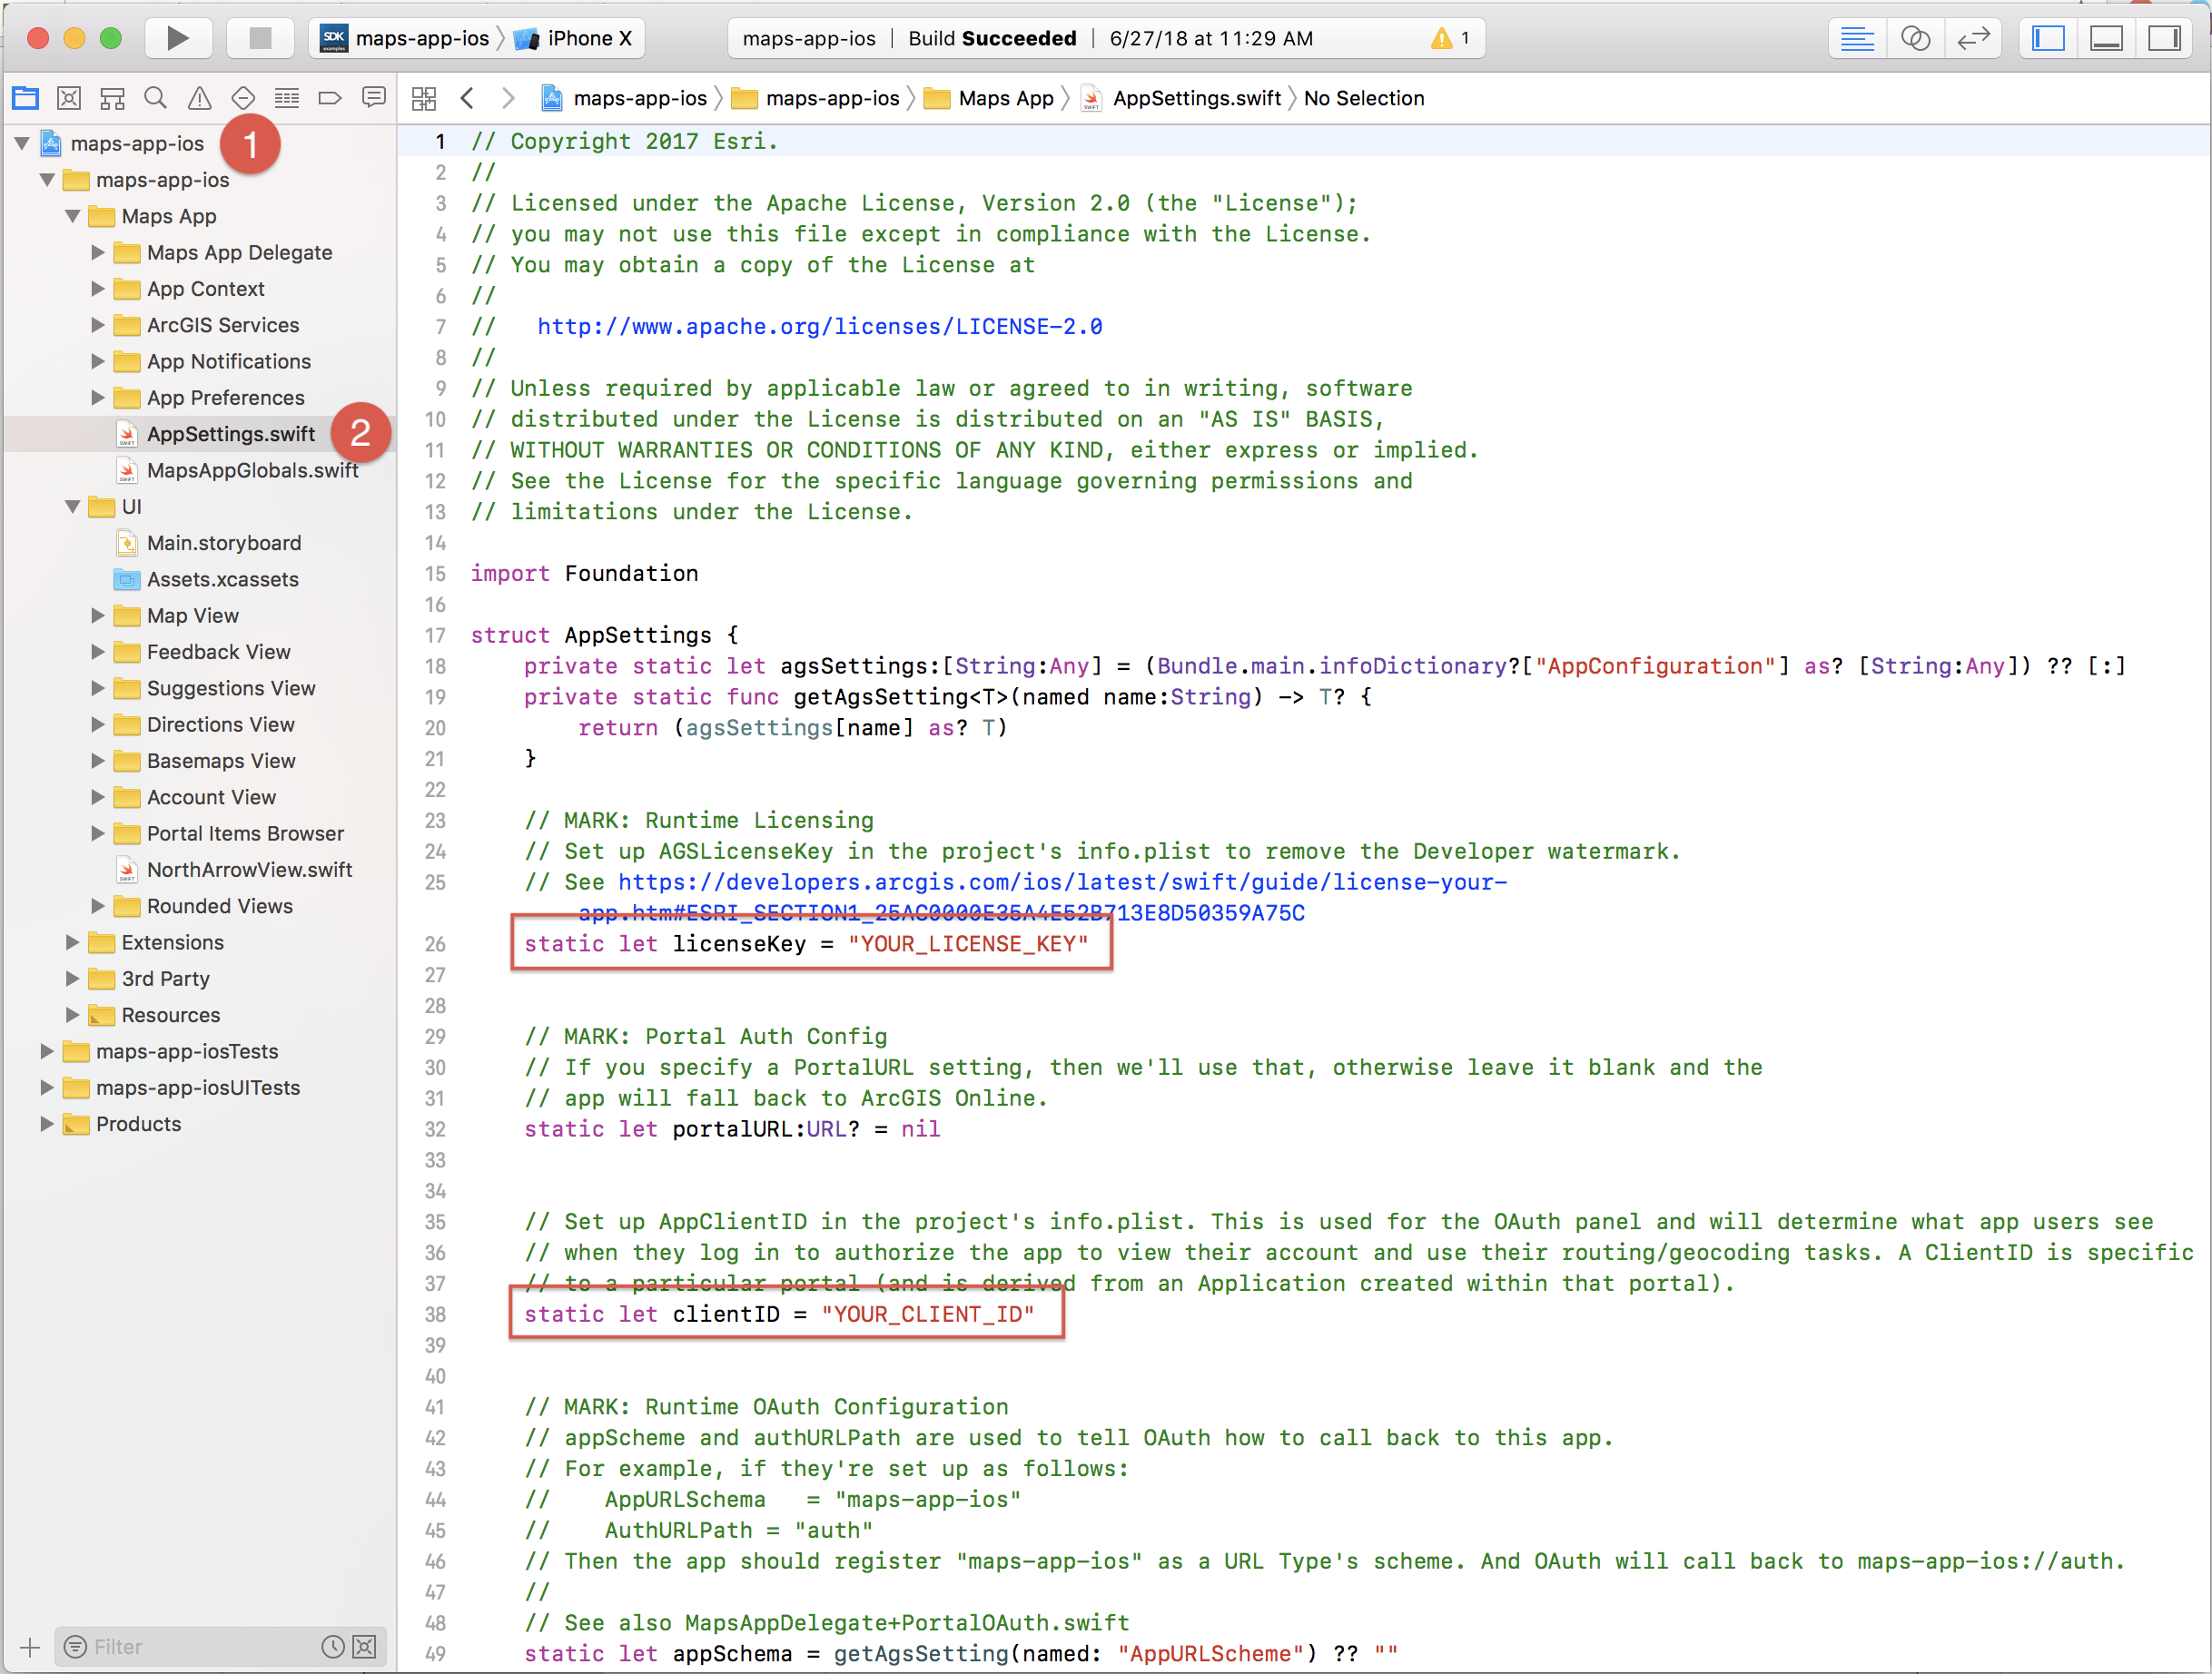 maps-app-ios iPhone X
maps-app-ios | Build Succeeded | 6/27/18 at 11:29 AM 1
maps-app-ios maps-app-ios Maps App AppSettings.swift No Selection
maps-app-ios 1
maps-app-ios
Maps App
Maps App Delegate
App Context
ArcGIS Services
App Notifications
App Preferences
AppSettings.swift 2
MapsAppGlobals.swift
UI
Main.storyboard
Assets.xcassets
Map View
Feedback View
Suggestions View
Directions View
Basemaps View
Account View
Portal Items Browser
NorthArrowView.swift
Rounded Views
Extensions
3rd Party
Resources
maps-app-iosTests
maps-app-iosUITests
Products
Filter
1 // Copyright 2017 Esri.
2 //
3 // Licensed under the Apache License, Version 2.0 (the "License");
4 // you may not use this file except in compliance with the License.
5 // You may obtain a copy of the License at
6 //
7 //   http://www.apache.org/licenses/LICENSE-2.0
8 //
9 // Unless required by applicable law or agreed to in writing, software
10 // distributed under the License is distributed on an "AS IS" BASIS,
11 // WITHOUT WARRANTIES OR CONDITIONS OF ANY KIND, either express or implied.
12 // See the License for the specific language governing permissions and
13 // limitations under the License.
14
15 import Foundation
16
17 struct AppSettings {
18     private static let agsSettings:[String:Any] = (Bundle.main.infoDictionary?["AppConfiguration"] as? [String:Any]) ?? [:]
19     private static func getAgsSetting<T>(named name:String) -> T? {
20         return (agsSettings[name] as? T)
21     }
22
23     // MARK: Runtime Licensing
24     // Set up AGSLicenseKey in the project's info.plist to remove the Developer watermark.
25     // See https://developers.arcgis.com/ios/latest/swift/guide/license-your-
app.htm#ESRI_SECTION1_25AC0000E35A4E52B713E8D50359A75C
26     static let licenseKey = "YOUR_LICENSE_KEY"
27
28
29     // MARK: Portal Auth Config
30     // If you specify a PortalURL setting, then we'll use that, otherwise leave it blank and the
31     // app will fall back to ArcGIS Online.
32     static let portalURL:URL? = nil
33
34
35     // Set up AppClientID in the project's info.plist. This is used for the OAuth panel and will determine what app users see
36     // when they log in to authorize the app to view their account and use their routing/geocoding tasks. A ClientID is specific
37     // to a particular portal (and is derived from an Application created within that portal).
38     static let clientID = "YOUR_CLIENT_ID"
39
40
41     // MARK: Runtime OAuth Configuration
42     // appScheme and authURLPath are used to tell OAuth how to call back to this app.
43     // For example, if they're set up as follows:
44     //    AppURLSchema   = "maps-app-ios"
45     //    AuthURLPath = "auth"
46     // Then the app should register "maps-app-ios" as a URL Type's scheme. And OAuth will call back to maps-app-ios://auth.
47     //
48     // See also MapsAppDelegate+PortalOAuth.swift
49     static let appSchema = getAgsSetting(named: "AppURLScheme") ?? ""